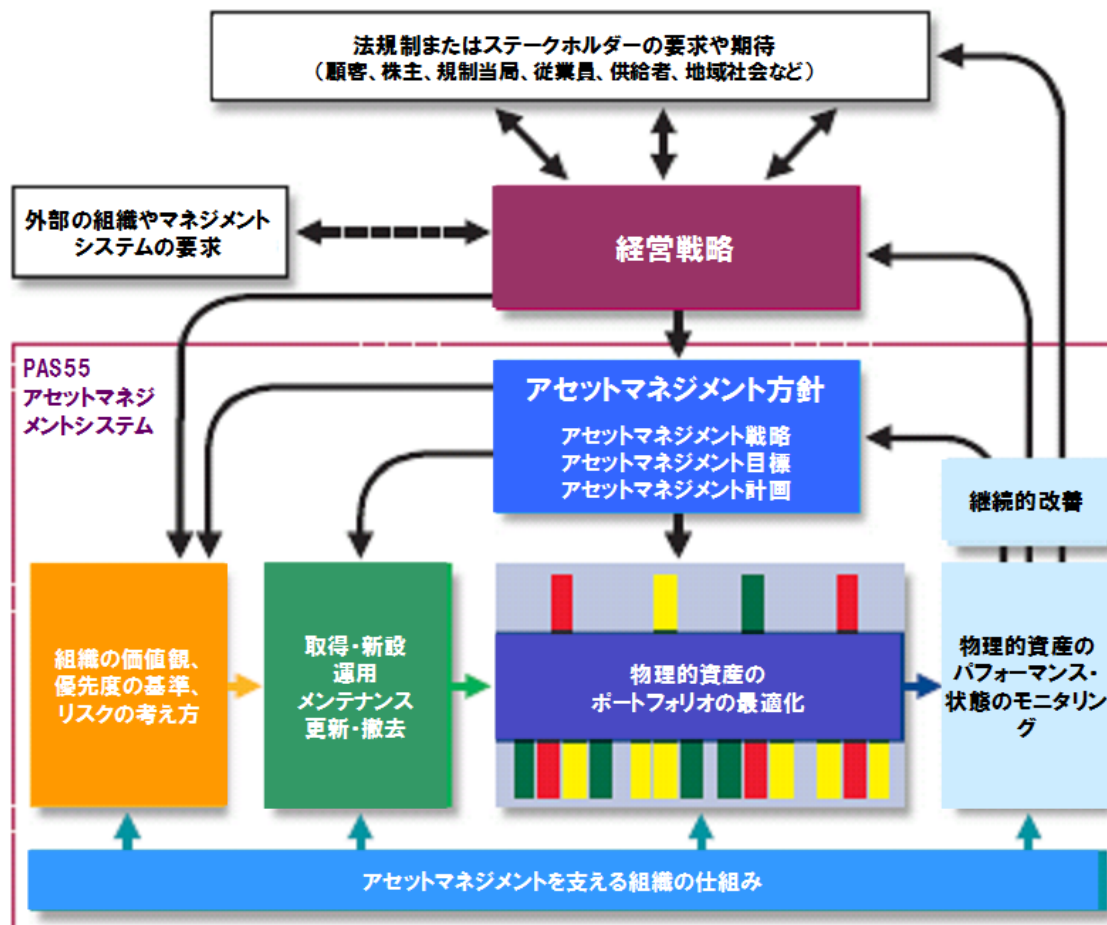 法規制またはステークホルダーの要求や期待
（顧客、株主、規制当局、従業員、供給者、地域社会など）
外部の組織やマネジメント
システムの要求
経営戦略
PAS55
アセットマネジ
メントシステム
アセットマネジメント方針
アセットマネジメント戦略
アセットマネジメント目標
アセットマネジメント計画
継続的改善
組織の価値観、
優先度の基準、
リスクの考え方
取得・新設
運用
メンテナンス
更新・撤去
物理的資産の
ポートフォリオの最適化
物理的資産の
パフォーマンス・
状態のモニタリン
グ
アセットマネジメントを支える組織の仕組み